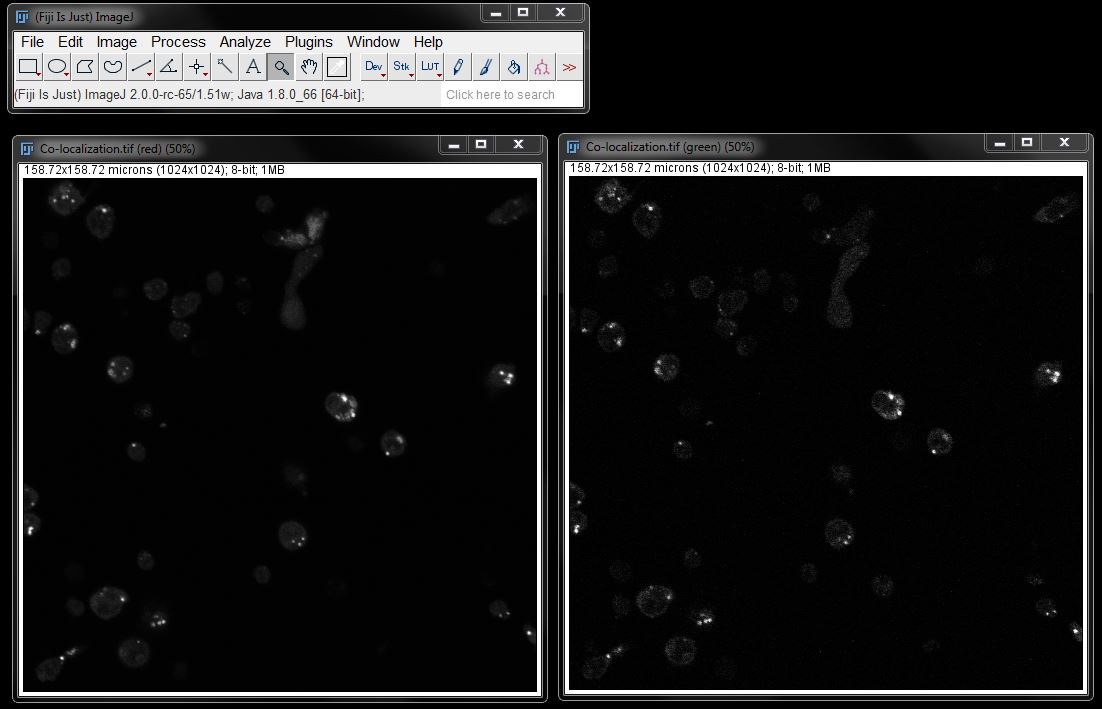 (Fiji Is Just) ImageJ
File Edit Image Process Analyze Plugins Window Help
A Dev Stk LUT >>
(Fiji Is Just) ImageJ 2.0.0-rc-65/1.51w; Java 1.8.0_66 [64-bit]; Click here to search
Co-localization.tif (red) (50%)
158.72x158.72 microns (1024x1024); 8-bit; 1MB
Co-localization.tif (green) (50%)
158.72x158.72 microns (1024x1024); 8-bit; 1MB